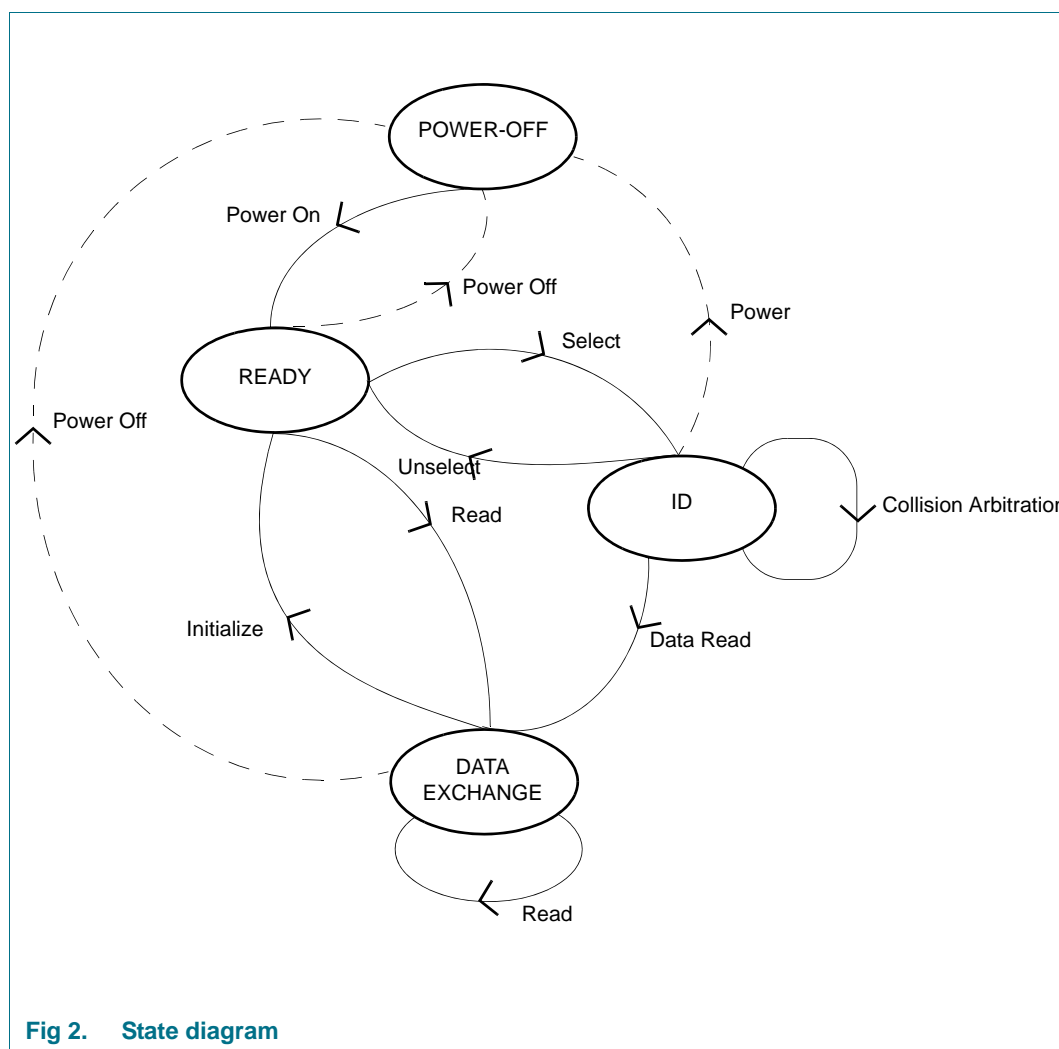 POWER-OFF
Power On
Power Off
Power
Select
READY
Power Off
Unselect
ID
Collision Arbitration
Read
Initialize
Data Read
DATA
EXCHANGE
Read
Fig 2. State diagram